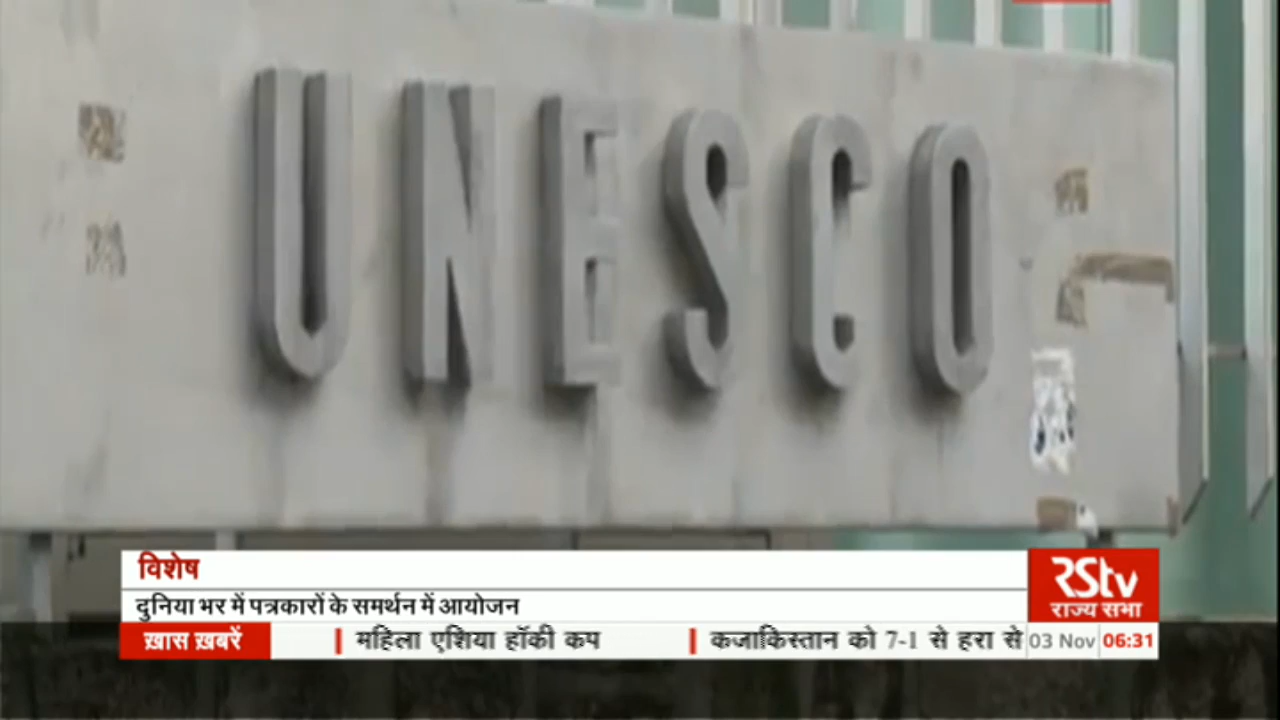 UNESCO
विशेष
दुनिया भर में पत्रकारों के समर्थन में आयोजन
RStv
राज्य सभा
ख़ास ख़बरें
महिला एशिया हॉकी कप
कजाकिस्तान को 7-1 से हरा से
03 Nov
06:31